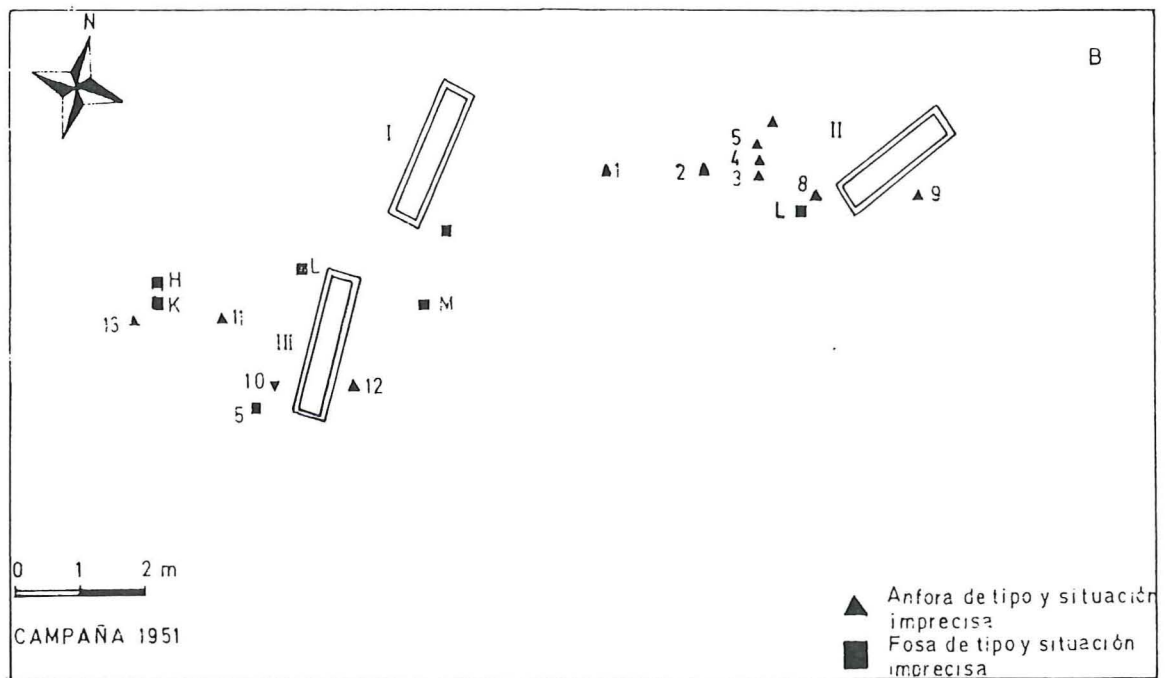 N
B
I
II
5
4
3
1
2
8
9
L
H
K
L
M
13
11
III
10
12
5
0 1 2 m
CAMPAÑA 1951
Anfora de tipo y situación
imprecisa
Fosa de tipo y situación
imprecisa